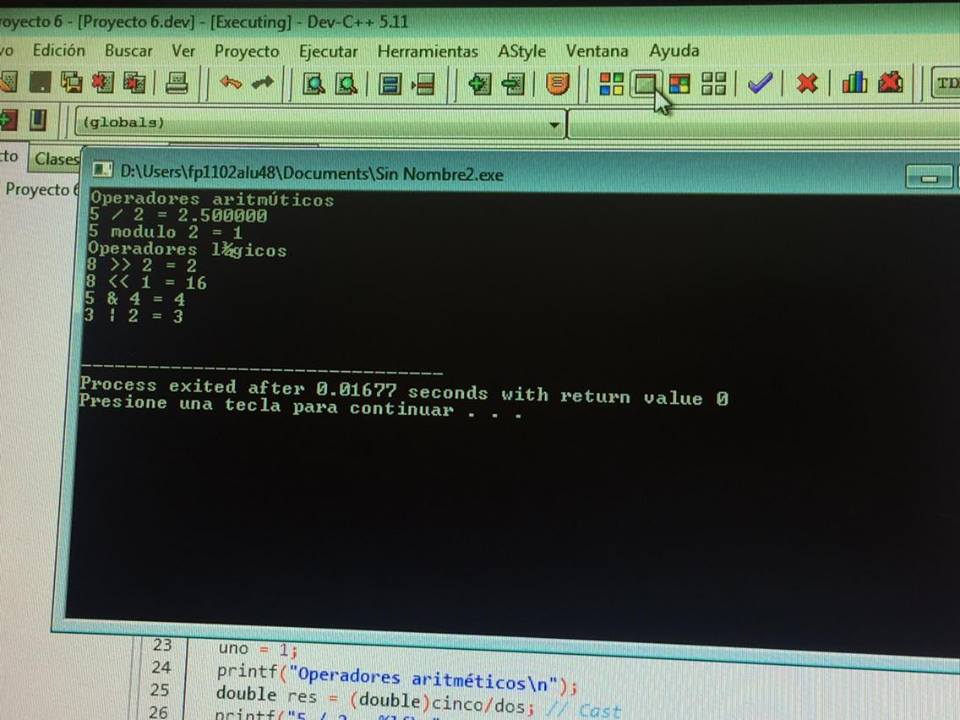 royecto 6 - [Proyecto 6.dev] - [Executing] - Dev-C++ 5.11
vo Edición Buscar Ver Proyecto Ejecutar Herramientas AStyle Ventana Ayuda
TD
(globals)
cto Clases
Proyecto 6
D:\Users\fp1102alu48\Documents\Sin Nombre2.exe
Operadores aritmÚticos
5 / 2 = 2.500000
5 modulo 2 = 1
Operadores l¾gicos
8 >> 2 = 2
8 << 1 = 16
5 & 4 = 4
3 ¦ 2 = 3
--------------------------------
Process exited after 0.01677 seconds with return value 0
Presione una tecla para continuar . . .
23 uno = 1;
24 printf("Operadores aritméticos\n");
25 double res = (double)cinco/dos; // Cast
26 printf("5 / 2